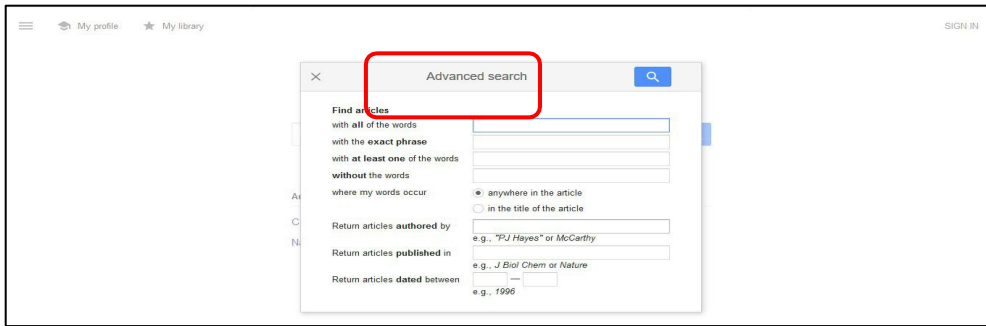 My profile My library SIGN IN
Advanced search
Find articles
with all of the words
with the exact phrase
with at least one of the words
without the words
where my words occur anywhere in the article
in the title of the article
Return articles authored by
e.g., "PJ Hayes" or McCarthy
Return articles published in
e.g., J Biol Chem or Nature
Return articles dated between —
e.g., 1996